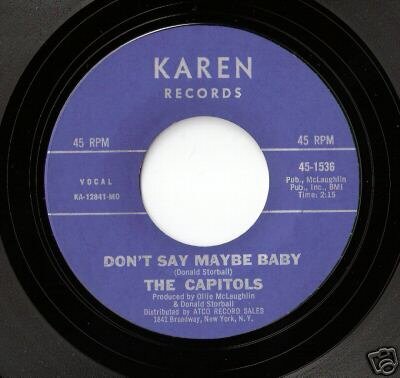 KAREN
RECORDS
45 RPM
45 RPM
VOCAL
KA-12841-MO
45-1536
Pub., McLaughlin
Pub., Inc., BMI
Time: 2:15
DON'T SAY MAYBE BABY
(Donald Storball)
THE CAPITOLS
Produced by Ollie McLaughlin
& Donald Storball
Distributed by ATCO RECORD SALES
1841 Broadway, New York, N. Y.